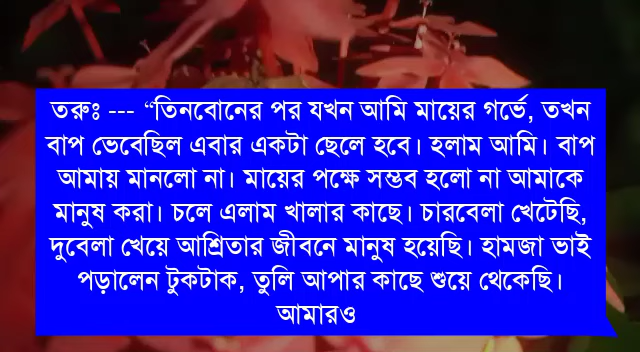 তরুঃ --- “তিনবোনের পর যখন আমি মায়ের গর্ভে, তখন
বাপ ভেবেছিল এবার একটা ছেলে হবে। হলাম আমি। বাপ
আমায় মানলো না। মায়ের পক্ষে সম্ভব হলো না আমাকে
মানুষ করা। চলে এলাম খালার কাছে। চারবেলা খেটেছি,
দুবেলা খেয়ে আশ্রিতার জীবনে মানুষ হয়েছি। হামজা ভাই
পড়ালেন টুকটাক, তুলি আপার কাছে শুয়ে থেকেছি।
আমারও